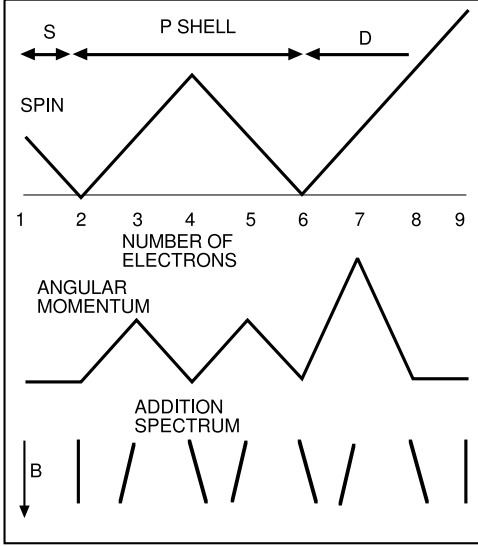 S P SHELL D
SPIN
1 2 3 4 5 6 7 8 9
NUMBER OF
ELECTRONS
ANGULAR
MOMENTUM
ADDITION
SPECTRUM
B